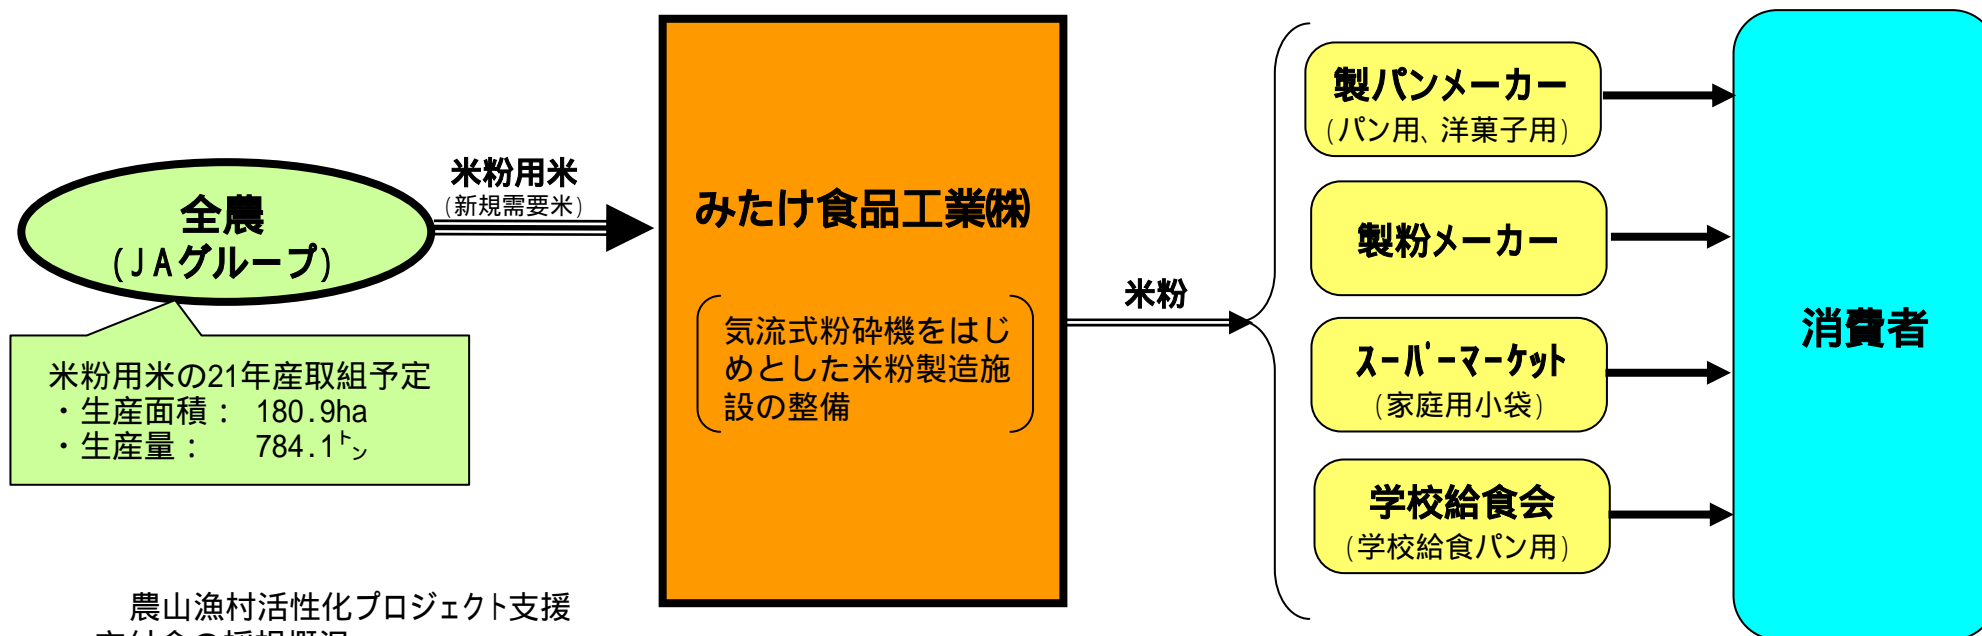 全農
(JAグループ)
米粉用米
(新規需要米)
米粉用米の21年産取組予定
・生産面積： 180.9ha
・生産量： 784.1㌧
みたけ食品工業㈱
気流式粉砕機をはじ
めとした米粉製造施
設の整備
米粉
製パンメーカー
(パン用、洋菓子用)
製粉メーカー
スーパーマーケット
(家庭用小袋)
学校給食会
(学校給食パン用)
消費者
農山漁村活性化プロジェクト支援